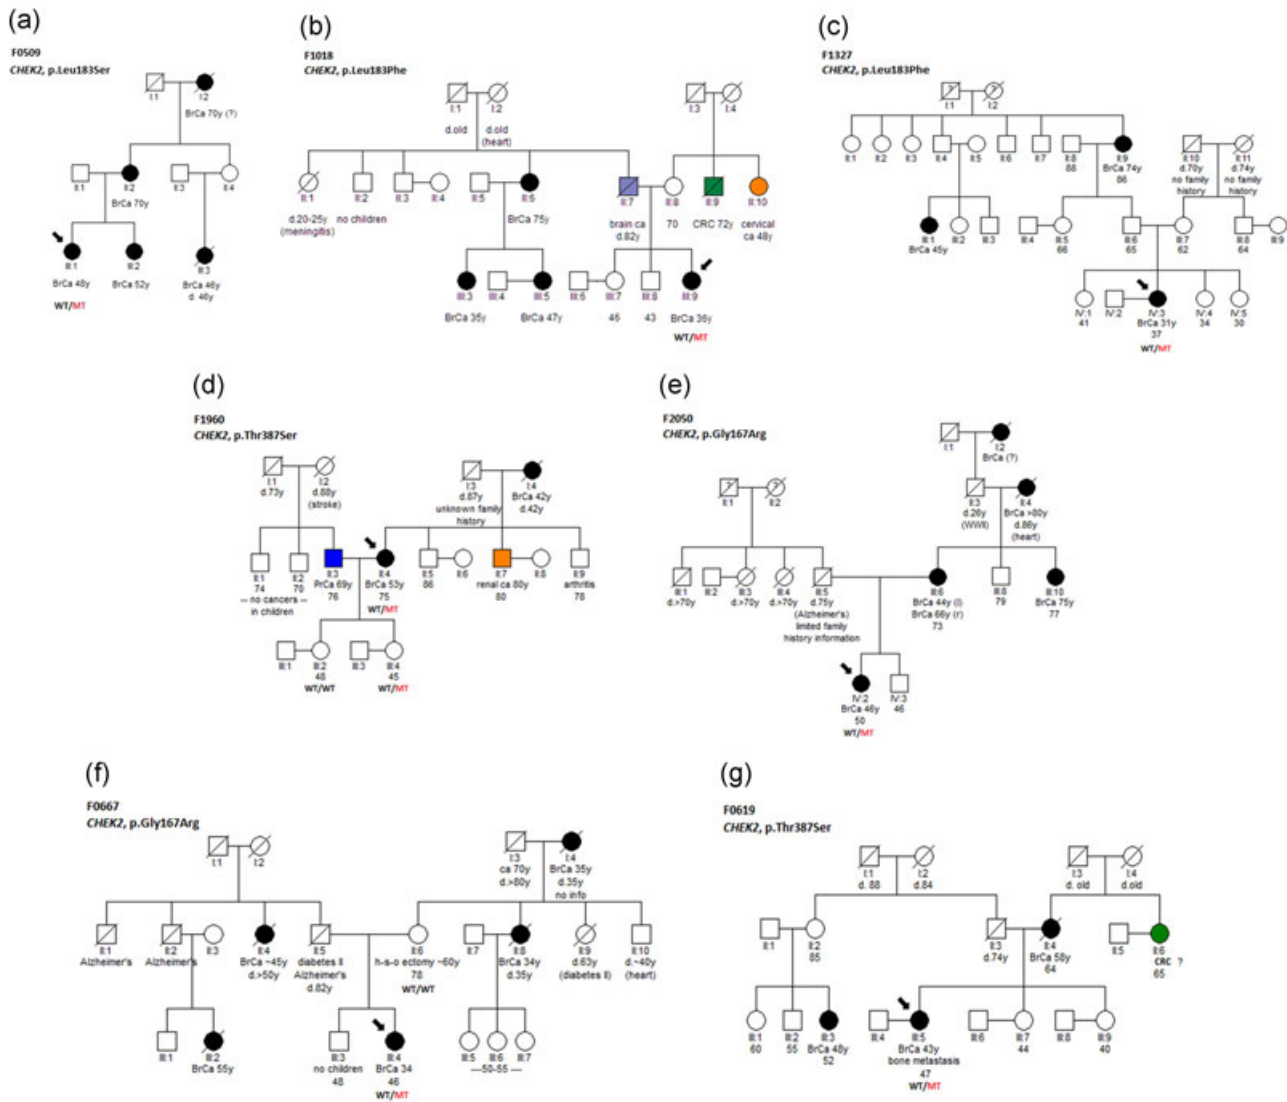 (a)
F0509
CHEK2, p.Leu183Ser
I:1 I:2
BrCa 70y (?)
II:1 II:2 II:3 II:4
BrCa 70y
III:1 III:2 III:3
BrCa 48y BrCa 52y BrCa 46y
d. 46y
WT/MT
(b)
F1018
CHEK2, p.Leu183Phe
I:1 I:2 I:3 I:4
d.old d.old
(heart)
II:1 II:2 II:3 II:4 II:5 II:6 II:7 II:8 II:9 II:10
d.20-25y no children BrCa 75y brain ca 70 CRC 72y cervical
(meningitis) d.82y ca 48y
III:3 III:4 III:5 III:6 III:7 III:8 III:9
BrCa 35y BrCa 47y 46 43 BrCa 36y
WT/MT
(c)
F1327
CHEK2, p.Leu183Phe
? ?
I:1 I:2
II:1 II:2 II:3 II:4 II:5 II:6 II:7 II:8 II:9 II:10 II:11
88 BrCa 74y d.70y d.74y
86 no family no family
history history
III:1 III:2 III:3 III:4 III:5 III:6 III:7 III:8 III:9
BrCa 45y 66 65 62 64
IV:1 IV:2 IV:3 IV:4 IV:5
41 BrCa 31y 34 30
37
WT/MT
(d)
F1960
CHEK2, p.Thr387Ser
I:1 I:2 I:3 I:4
d.73y d.88y d.87y BrCa 42y
(stroke) unknown family d.42y
history
II:1 II:2 II:3 II:4 II:5 II:6 II:7 II:8 II:9
74 70 PrCa 69y BrCa 53y 86 renal ca 80y arthritis
-- no cancers -- 76 75 80 78
in children WT/MT
III:1 III:2 III:3 III:4
48 45
WT/WT WT/MT
(e)
F2050
CHEK2, p.Gly167Arg
I:1 I:2
BrCa (?)
? ?
II:1 II:2 II:3 II:4
d.26y BrCa >80y
(WWII) d.86y
(heart)
III:1 III:2 III:3 III:4 III:5 III:6 III:8 III:10
d.>70y d.>70y d.>70y d.75y BrCa 44y (l) 79 BrCa 75y
(Alzheimer's) BrCa 66y (r) 77
limited family 73
history information
IV:2 IV:3
BrCa 46y 46
50
WT/MT
(f)
F0667
CHEK2, p.Gly167Arg
I:1 I:2 I:3 I:4
ca 70y BrCa 35y
d.>80y d.35y
no info
II:1 II:2 II:3 II:4 II:5 II:6 II:7 II:8 II:9 II:10
Alzheimer's Alzheimer's BrCa ~45y diabetes II h-s-o ectomy ~60y BrCa 34y d.63y d.~40y
d.>50y Alzheimer's 78 d.35y (diabetes II) (heart)
d.82y WT/WT
III:1 III:2 III:3 III:4 III:5 III:6 III:7
BrCa 55y no children BrCa 34 ---50-55 ----
48 46
WT/MT
(g)
F0619
CHEK2, p.Thr387Ser
I:1 I:2 I:3 I:4
d. 88 d.84 d. old d.old
II:1 II:2 II:3 II:4 II:5 II:6
85 d.74y BrCa 58y CRC ?
64 65
III:1 III:2 III:3 III:4 III:5 III:6 III:7 III:8 III:9
60 55 BrCa 48y BrCa 43y 44 40
52 bone metastasis
47
WT/MT